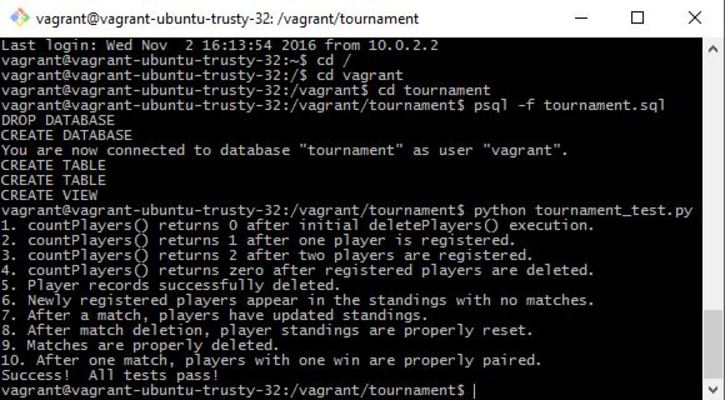 vagrant@vagrant-ubuntu-trusty-32: /vagrant/tournament
Last login: Wed Nov  2 16:13:54 2016 from 10.0.2.2
vagrant@vagrant-ubuntu-trusty-32:~$ cd /
vagrant@vagrant-ubuntu-trusty-32:/$ cd vagrant
vagrant@vagrant-ubuntu-trusty-32:/vagrant$ cd tournament
vagrant@vagrant-ubuntu-trusty-32:/vagrant/tournament$ psql -f tournament.sql
DROP DATABASE
CREATE DATABASE
You are now connected to database "tournament" as user "vagrant".
CREATE TABLE
CREATE TABLE
CREATE VIEW
vagrant@vagrant-ubuntu-trusty-32:/vagrant/tournament$ python tournament_test.py
1. countPlayers() returns 0 after initial deletePlayers() execution.
2. countPlayers() returns 1 after one player is registered.
3. countPlayers() returns 2 after two players are registered.
4. countPlayers() returns zero after registered players are deleted.
5. Player records successfully deleted.
6. Newly registered players appear in the standings with no matches.
7. After a match, players have updated standings.
8. After match deletion, player standings are properly reset.
9. Matches are properly deleted.
10. After one match, players with one win are properly paired.
Success!  All tests pass!
vagrant@vagrant-ubuntu-trusty-32:/vagrant/tournament$